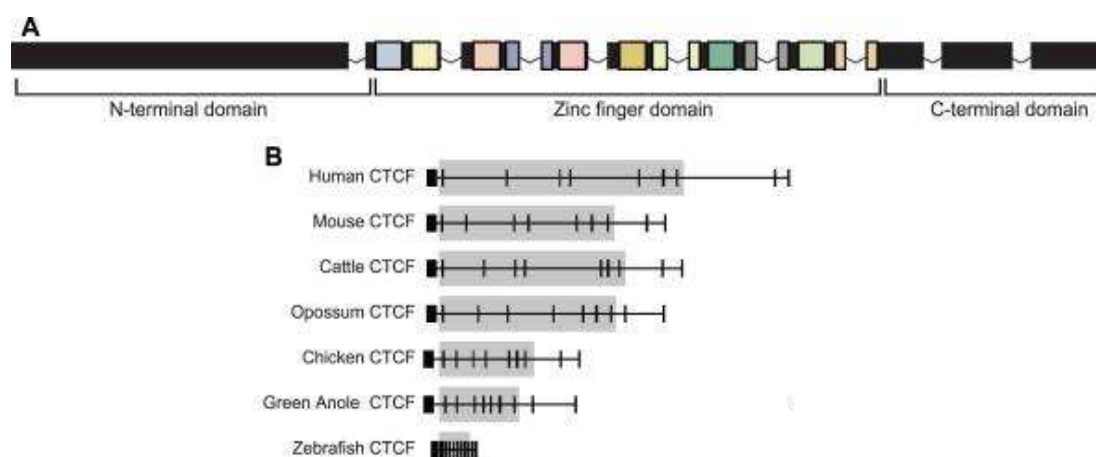 A
N-terminal domain
Zinc finger domain
C-terminal domain
B
Human CTCF
Mouse CTCF
Cattle CTCF
Opossum CTCF
Chicken CTCF
Green Anole CTCF
Zebrafish CTCF